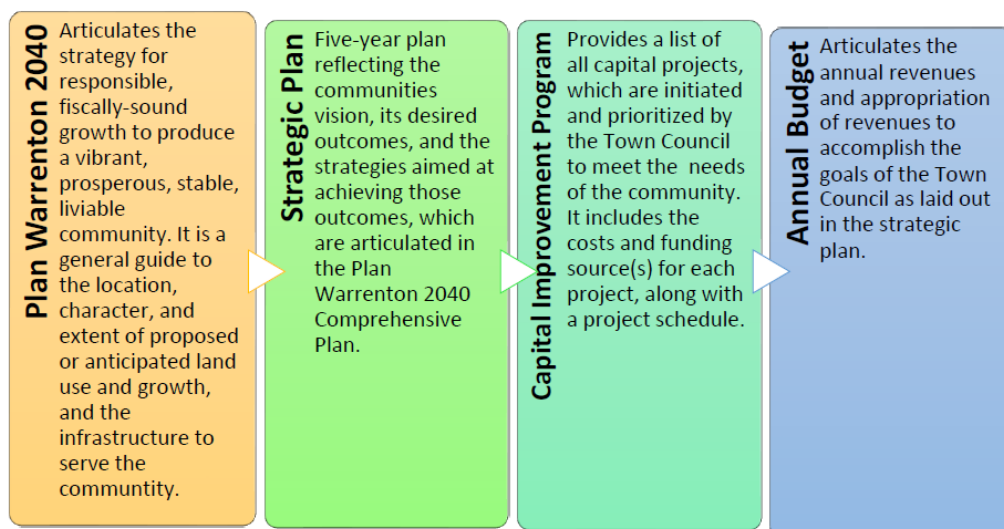 Plan Warrenton 2040
Articulates the
strategy for
responsible,
fiscally-sound
growth to produce
a vibrant,
prosperous, stable,
liviable
community. It is a
general guide to
the location,
character, and
extent of proposed
or anticipated land
use and growth,
and the
infrastructure to
serve the
communtity.
Strategic Plan
Five-year plan
reflecting the
communities
vision, its desired
outcomes, and the
strategies aimed at
achieving those
outcomes, which
are articulated in
the Plan
Warrenton 2040
Comprehensive
Plan.
Capital Improvement Program
Provides a list of
all capital projects,
which are initiated
and prioritized by
the Town Council
to meet the  needs
of the community.
It includes the
costs and funding
source(s) for each
project, along with
a project schedule.
Annual Budget
Articulates the
annual revenues
and appropriation
of revenues to
accomplish the
goals of the Town
Council as laid out
in the strategic
plan.